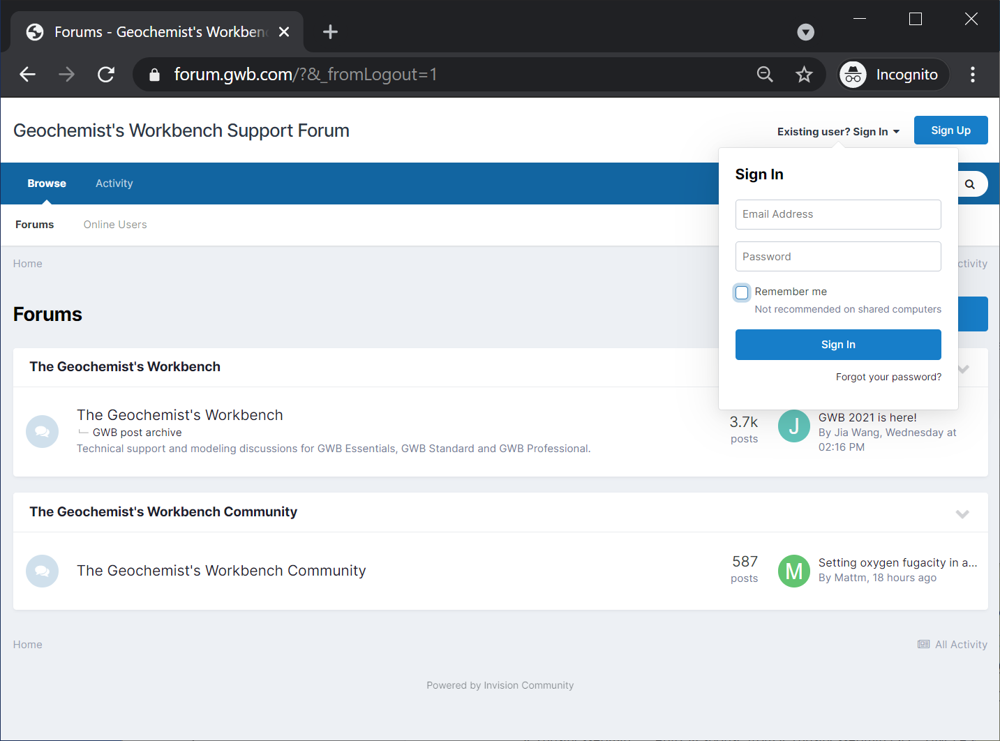 Forums - Geochemist's Workben
forum.gwb.com/?&_fromLogout=1
Incognito
Geochemist's Workbench Support Forum
Existing user? Sign In
Sign Up
Browse
Activity
Forums
Online Users
Sign In
Email Address
Password
Remember me
Not recommended on shared computers
Sign In
Forgot your password?
Home
ctivity
Forums
The Geochemist's Workbench
The Geochemist's Workbench
GWB post archive
Technical support and modeling discussions for GWB Essentials, GWB Standard and GWB Professional.
3.7k
posts
J
GWB 2021 is here!
By Jia Wang, Wednesday at
02:16 PM
The Geochemist's Workbench Community
The Geochemist's Workbench Community
587
posts
M
Setting oxygen fugacity in a...
By Mattm, 18 hours ago
Home
All Activity
Powered by Invision Community